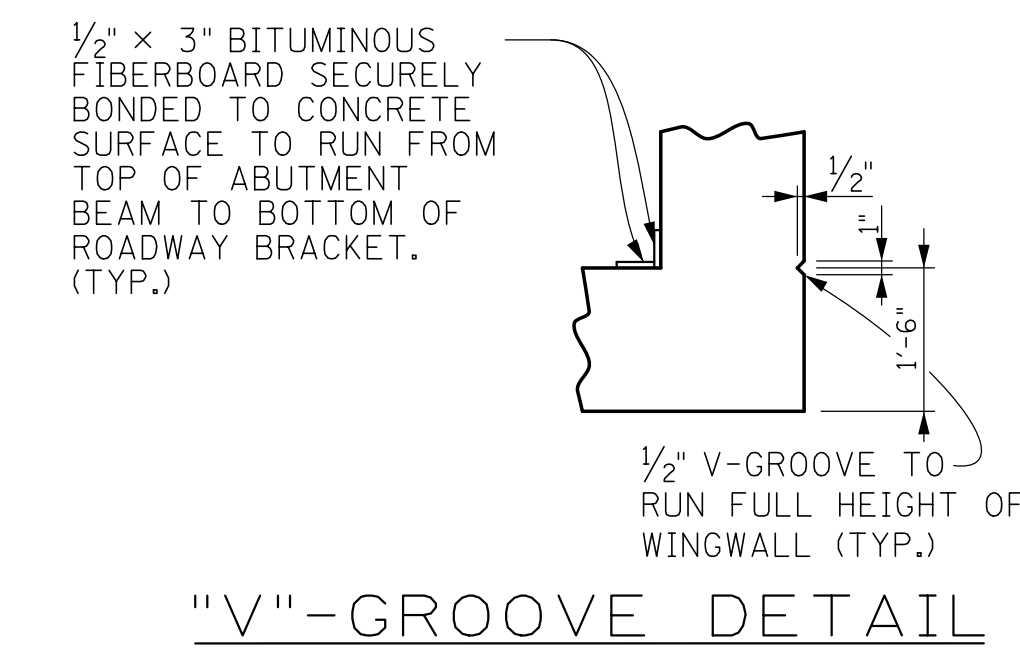 1/2" × 3" BITUMINOUS
FIBERBOARD SECURELY
BONDED TO CONCRETE
SURFACE TO RUN FROM
TOP OF ABUTMENT
BEAM TO BOTTOM OF
ROADWAY BRACKET.
(TYP.)
1/2"
1"
1'-6"
1/2" V-GROOVE TO
RUN FULL HEIGHT OF
WINGWALL (TYP.)
"V"-GROOVE DETAIL